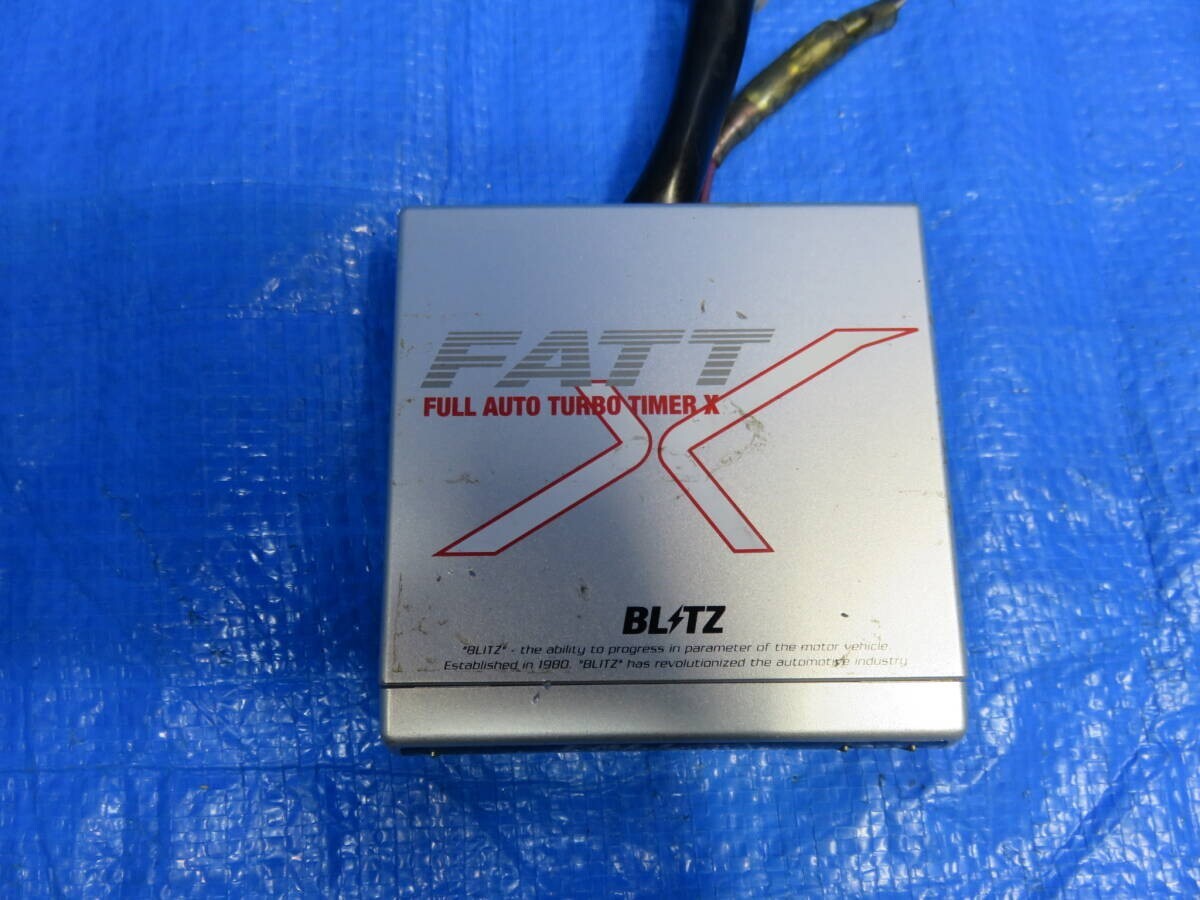 FATT
FULL AUTO TURBO TIMER X
X
BLITZ
"BLITZ" - the ability to progress in parameter of the motor vehicle.
Established in 1980. "BLITZ" has revolutionized the automotive industry